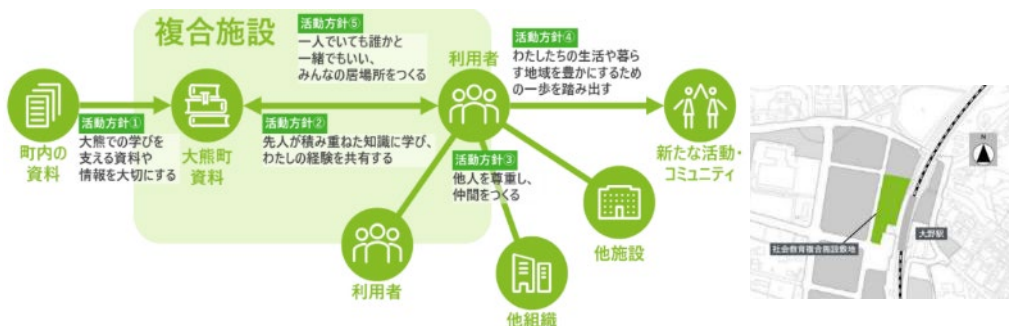 複合施設
活動方針⑤
一人でいても誰かと
一緒でもいい、
みんなの居場所をつくる
利用者
活動方針④
わたしたちの生活や暮ら
す地域を豊かにするため
の一歩を踏み出す
町内の
資料
活動方針①
大熊での学びを
支える資料や
情報を大切にする
大熊町
資料
活動方針②
先人が積み重ねた知識に学び、
わたしの経験を共有する
活動方針③
他人を尊重し、
仲間をつくる
新たな活動・
コミュニティ
利用者
他組織
他施設
N
大野駅
社会教育複合施設敷地